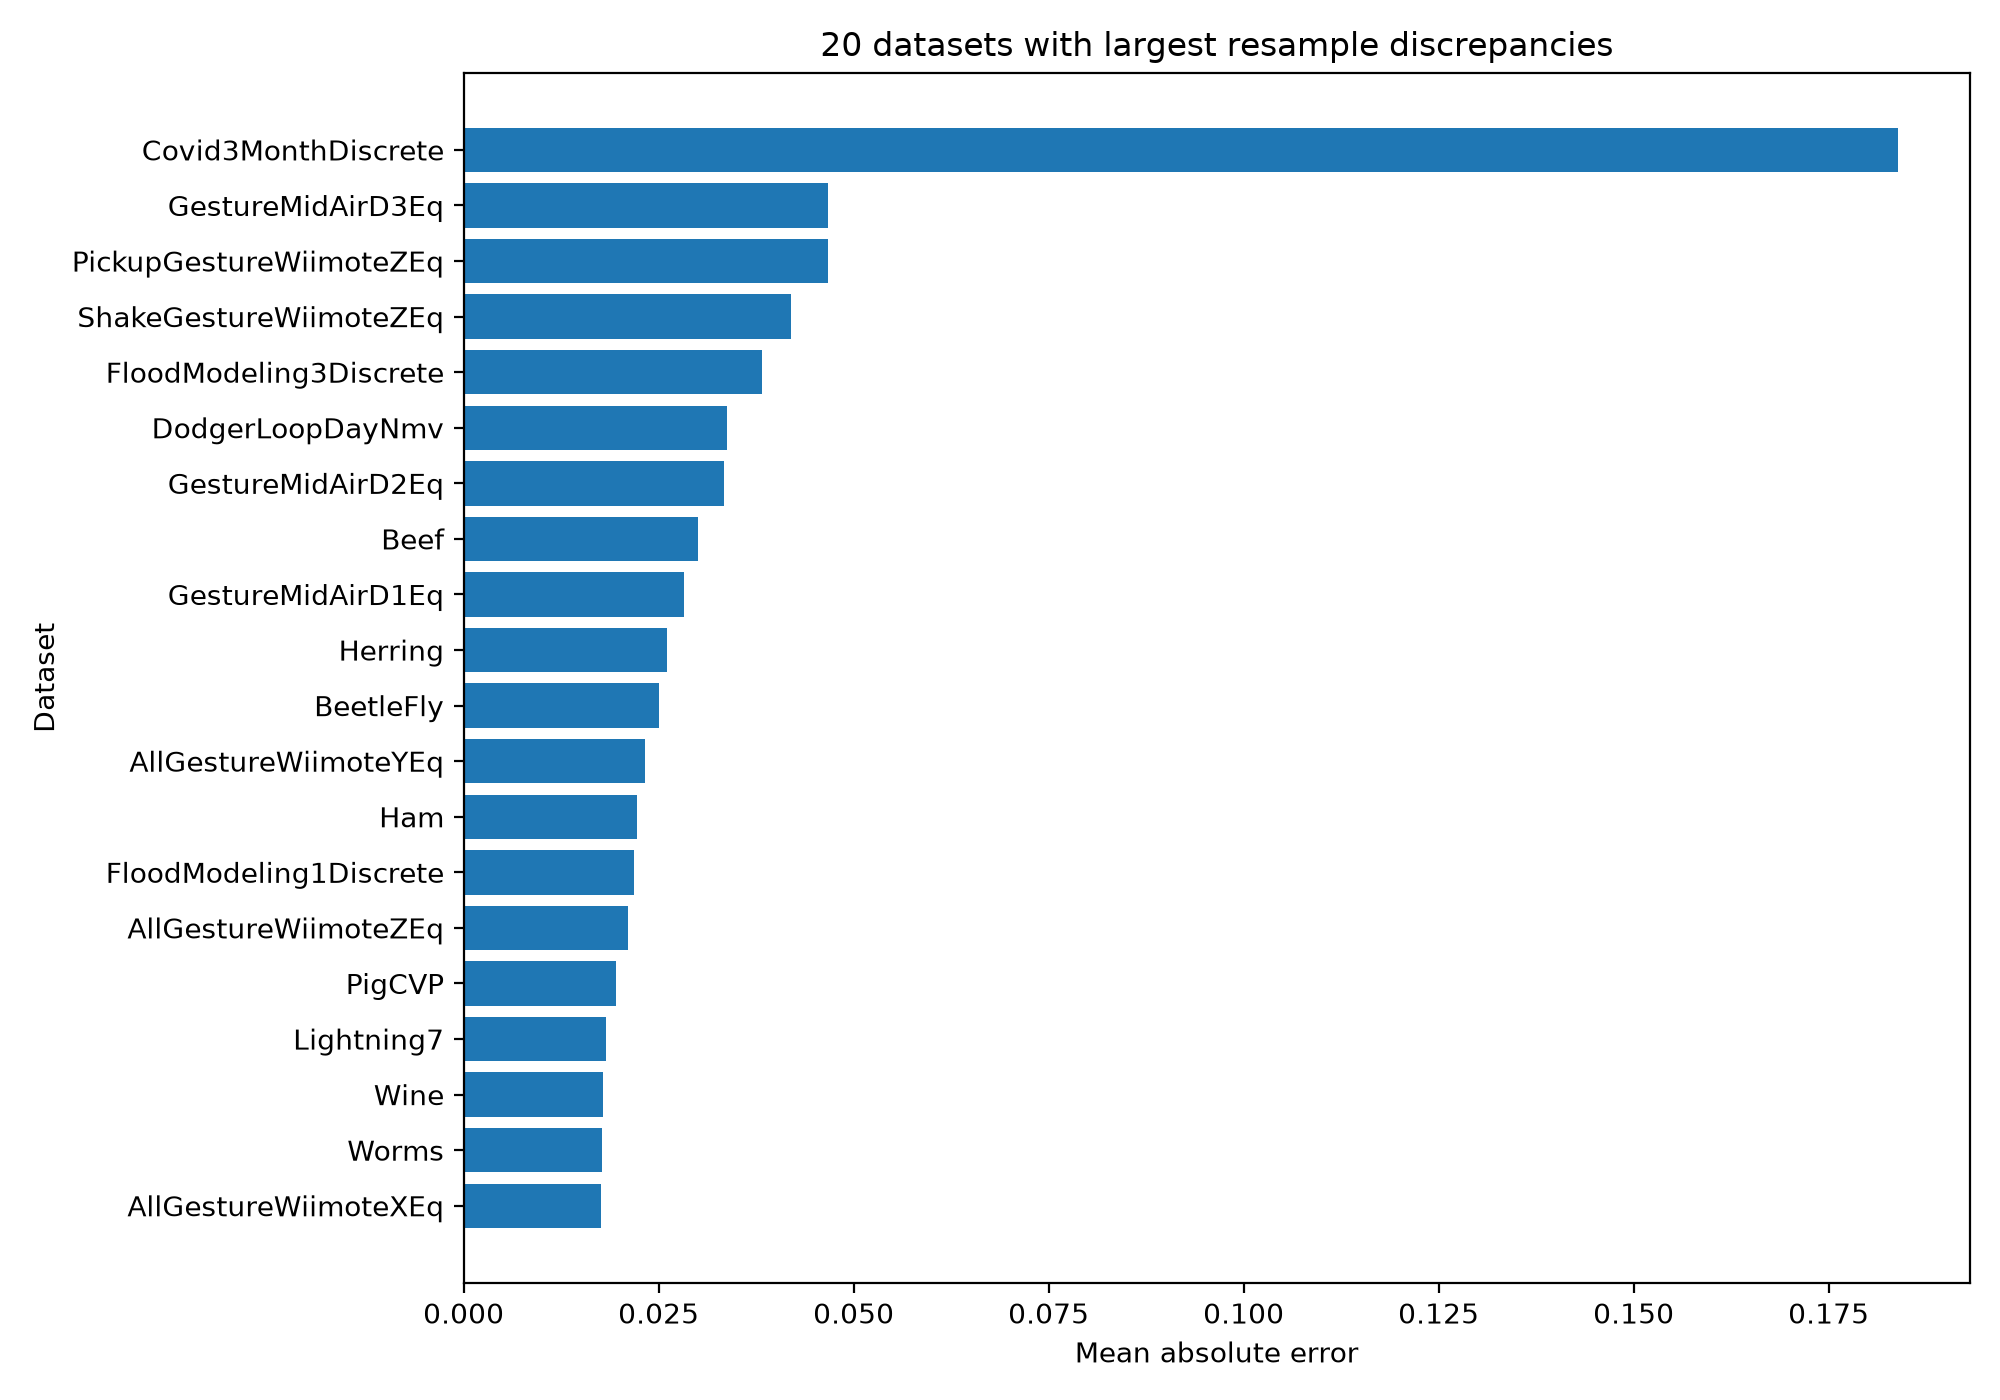 20 datasets with largest resample discrepancies
Covid3MonthDiscrete
GestureMidAirD3Eq
PickupGestureWiimoteZEq
ShakeGestureWiimoteZEq
FloodModeling3Discrete
DodgerLoopDayNmv
GestureMidAirD2Eq
Beef
GestureMidAirD1Eq
Herring
BeetleFly
AllGestureWiimoteYEq
Ham
FloodModeling1Discrete
AllGestureWiimoteZEq
PigCVP
Lightning7
Wine
Worms
AllGestureWiimoteXEq
Dataset
0.000 0.025 0.050 0.075 0.100 0.125 0.150 0.175
Mean absolute error